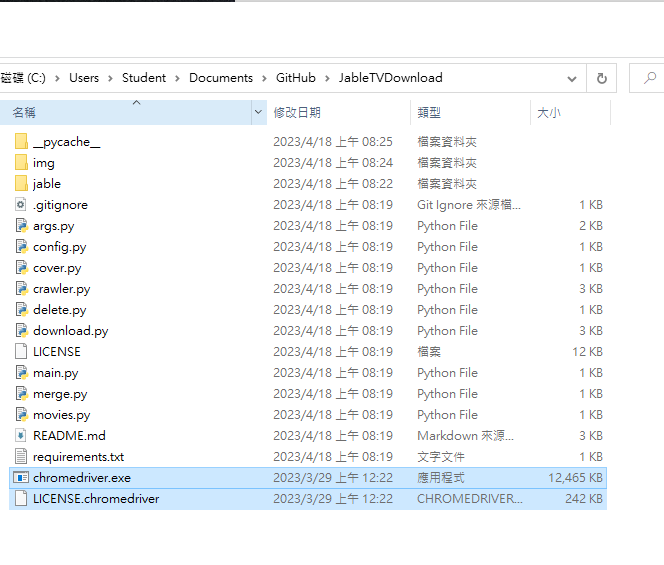 磁碟 (C:) > Users > Student > Documents > GitHub > JableTVDownload
名稱 修改日期 類型 大小
__pycache__ 2023/4/18 上午 08:25 檔案資料夾
img 2023/4/18 上午 08:24 檔案資料夾
jable 2023/4/18 上午 08:22 檔案資料夾
.gitignore 2023/4/18 上午 08:19 Git Ignore 來源檔... 1 KB
args.py 2023/4/18 上午 08:19 Python File 2 KB
config.py 2023/4/18 上午 08:19 Python File 1 KB
cover.py 2023/4/18 上午 08:19 Python File 1 KB
crawler.py 2023/4/18 上午 08:19 Python File 3 KB
delete.py 2023/4/18 上午 08:19 Python File 1 KB
download.py 2023/4/18 上午 08:19 Python File 3 KB
LICENSE 2023/4/18 上午 08:19 檔案 12 KB
main.py 2023/4/18 上午 08:19 Python File 1 KB
merge.py 2023/4/18 上午 08:19 Python File 1 KB
movies.py 2023/4/18 上午 08:19 Python File 1 KB
README.md 2023/4/18 上午 08:19 Markdown 來源... 3 KB
requirements.txt 2023/4/18 上午 08:19 文字文件 1 KB
chromedriver.exe 2023/3/29 上午 12:22 應用程式 12,465 KB
LICENSE.chromedriver 2023/3/29 上午 12:22 CHROMEDRIVER... 242 KB